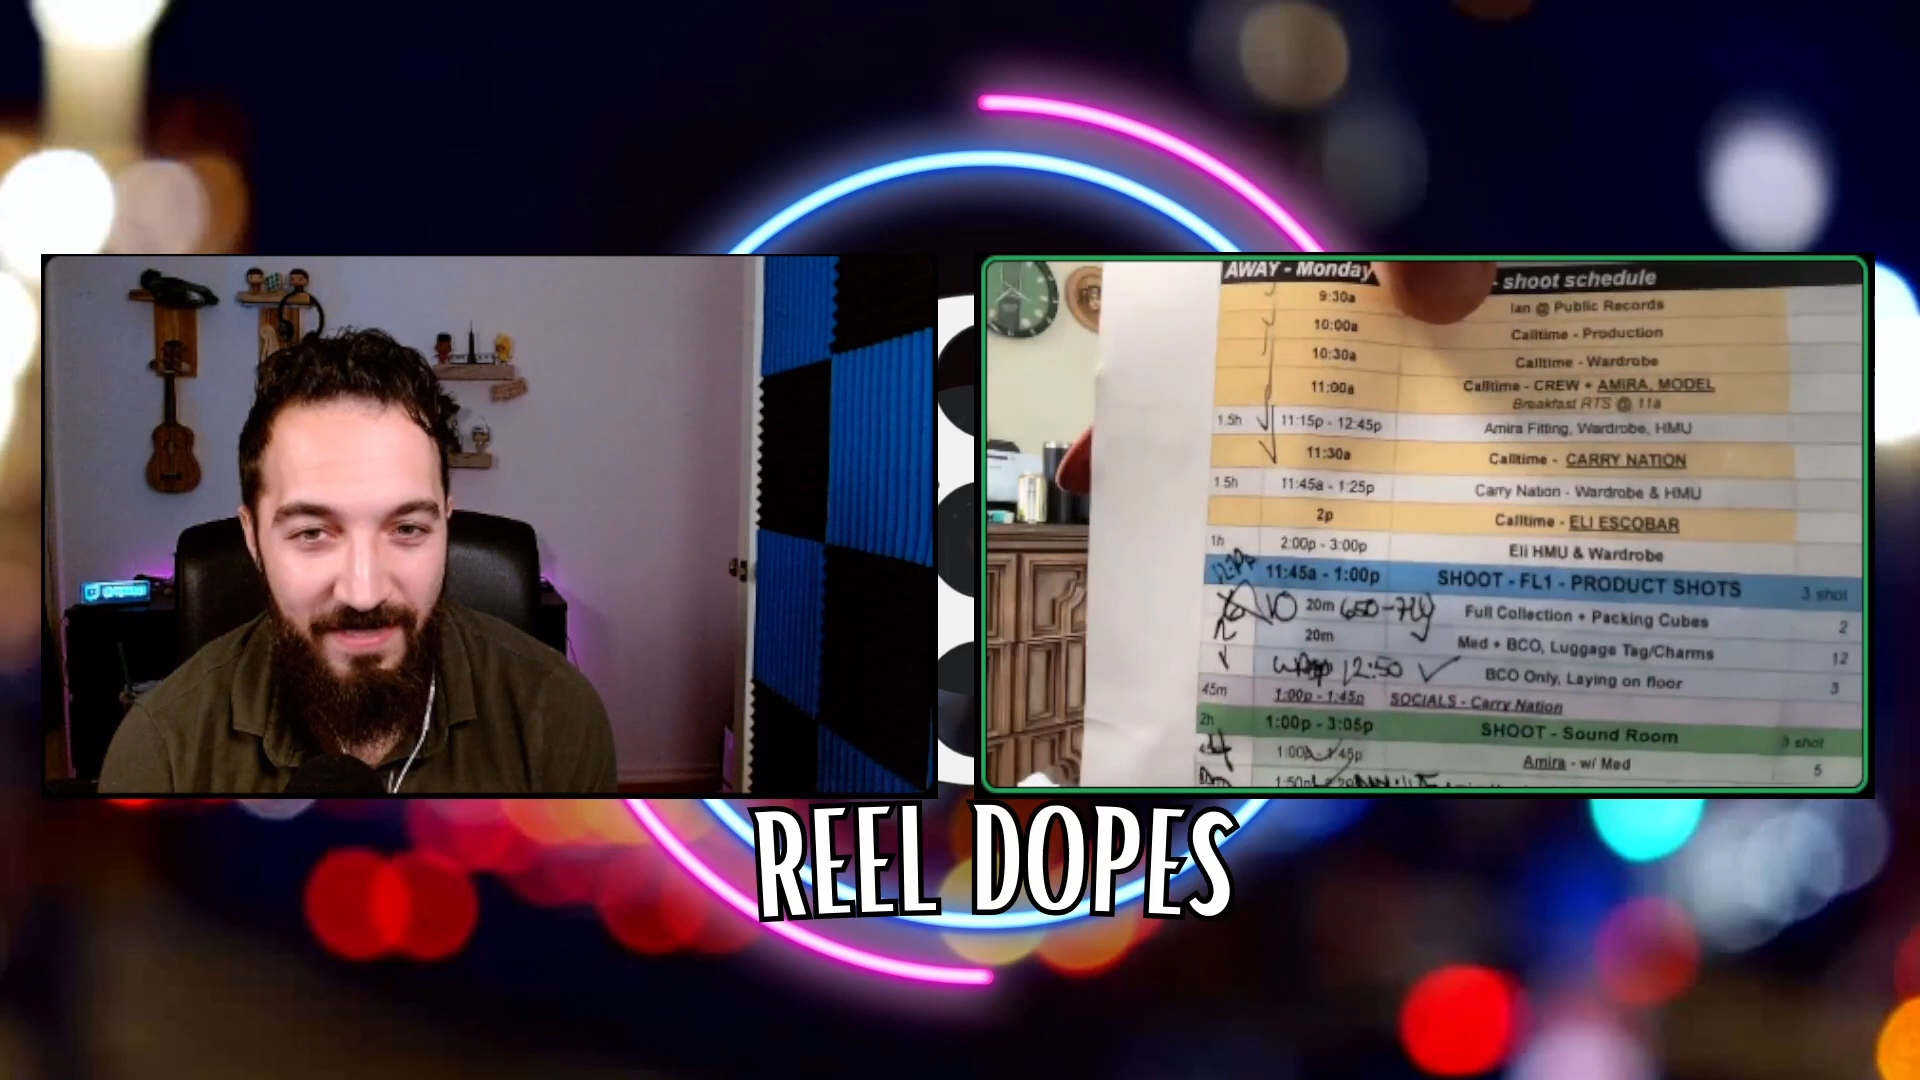 AWAY - Monday - shoot schedule
9:30a Ian @ Public Records
10:00a Calltime - Production
10:30a Calltime - Wardrobe
11:00a Calltime - CREW + AMIRA, MODEL
Breakfast RTS @ 11a
1.5h 11:15p - 12:45p Amira Fitting, Wardrobe, HMU
11:30a Calltime - CARRY NATION
1.5h 11:45a - 1:25p Carry Nation - Wardrobe & HMU
2p Calltime - ELI ESCOBAR
1h 2:00p - 3:00p Eli HMU & Wardrobe
11:45a - 1:00p SHOOT - FL1 - PRODUCT SHOTS 3 shot
20m Full Collection + Packing Cubes 2
20m Med + BCO, Luggage Tag/Charms 12
wrap 12:50 BCO Only, Laying on floor 3
45m 1:00p - 1:45p SOCIALS - Carry Nation
2h 1:00p - 3:05p SHOOT - Sound Room 3 shot
Amira - w/ Med 5
REEL DOPES